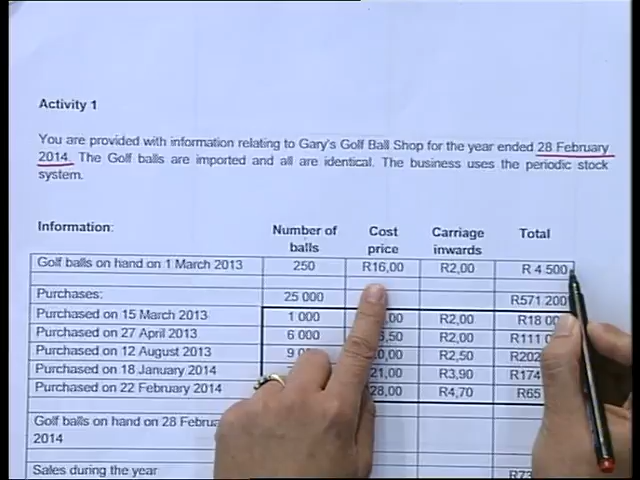 Activity 1
You are provided with information relating to Gary's Golf Ball Shop for the year ended 28 February
2014. The Golf balls are imported and all are identical. The business uses the periodic stock
system.
Information: Number of balls Cost price Carriage inwards Total
Golf balls on hand on 1 March 2013 250 R16,00 R2,00 R 4 500
Purchases: 25 000 R571 200
Purchased on 15 March 2013 1 000 R2,00 R18
Purchased on 27 April 2013 6 000 R2,00 R111
Purchased on 12 August 2013 R2,50 R202
Purchased on 18 January 2014 21,00 R3,90 R174
Purchased on 22 February 2014 28,00 R4,70 R65
Golf balls on hand on 28
2014
Sales during the year